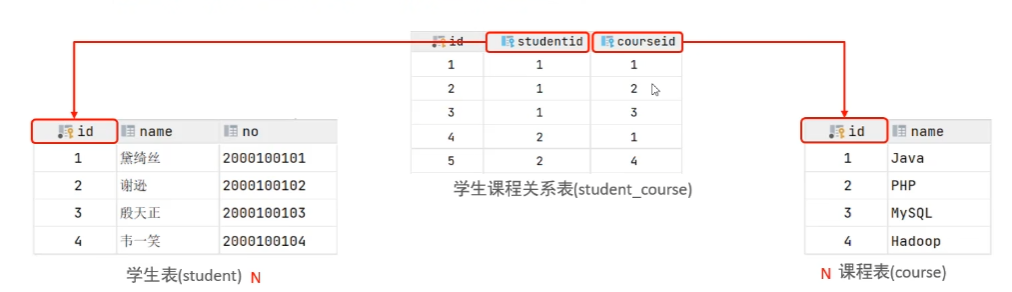 id studentid courseid
1 1 1
2 1 2
3 1 3
4 2 1
5 2 4
学生课程关系表(student_course)
id name no
1 黛绮丝 2000100101
2 谢逊 2000100102
3 殷天正 2000100103
4 韦一笑 2000100104
学生表(student) N
id name
1 Java
2 PHP
3 MySQL
4 Hadoop
N 课程表(course)